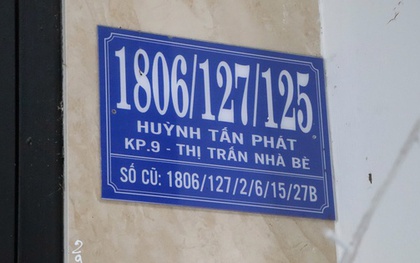 1806/127/125
HUỲNH TẤN PHÁT
KP.9 - THỊ TRẤN NHÀ BÈ
SỐ CŨ: 1806/127/2/6/15/27B